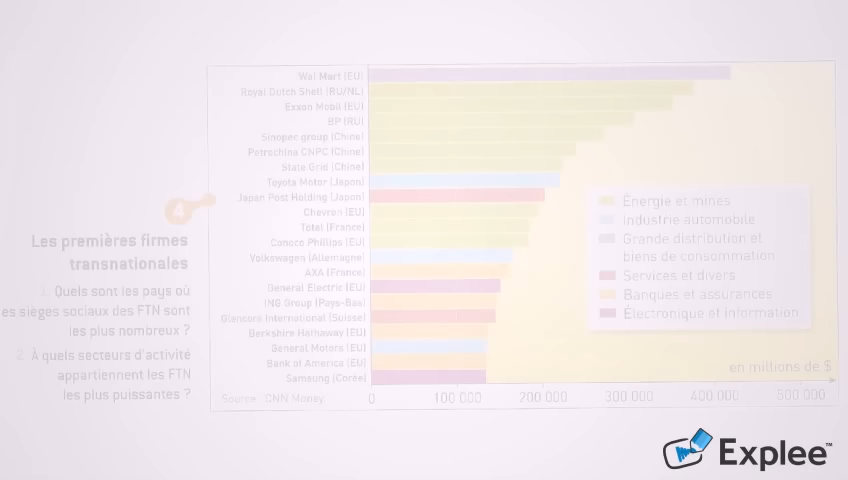 Wal Mart (EU)
Royal Dutch Shell (RU/NL)
Exxon Mobil (EU)
BP (RU)
Sinopec group (Chine)
Petrochina CNPC (Chine)
State Grid (Chine)
Toyota Motor (Japon)
Japan Post Holding (Japon)
Chevron (EU)
Total (France)
Conoco Phillips (EU)
Volkswagen (Allemagne)
AXA (France)
General Electric (EU)
ING Group (Pays-Bas)
Glencore International (Suisse)
Berkshire Hathaway (EU)
General Motors (EU)
Bank of America (EU)
Samsung (Corée)
Source : CNN Money.
0 100 000 200 000 300 000 400 000 500 000
en millions de $
Énergie et mines
Industrie automobile
Grande distribution et
biens de consommation
Services et divers
Banques et assurances
Électronique et information
4
Les premières firmes
transnationales
1 Quels sont les pays où
es sièges sociaux des FTN sont
les plus nombreux ?
2 À quels secteurs d'activité
appartiennent les FTN
les plus puissantes ?
Explee™